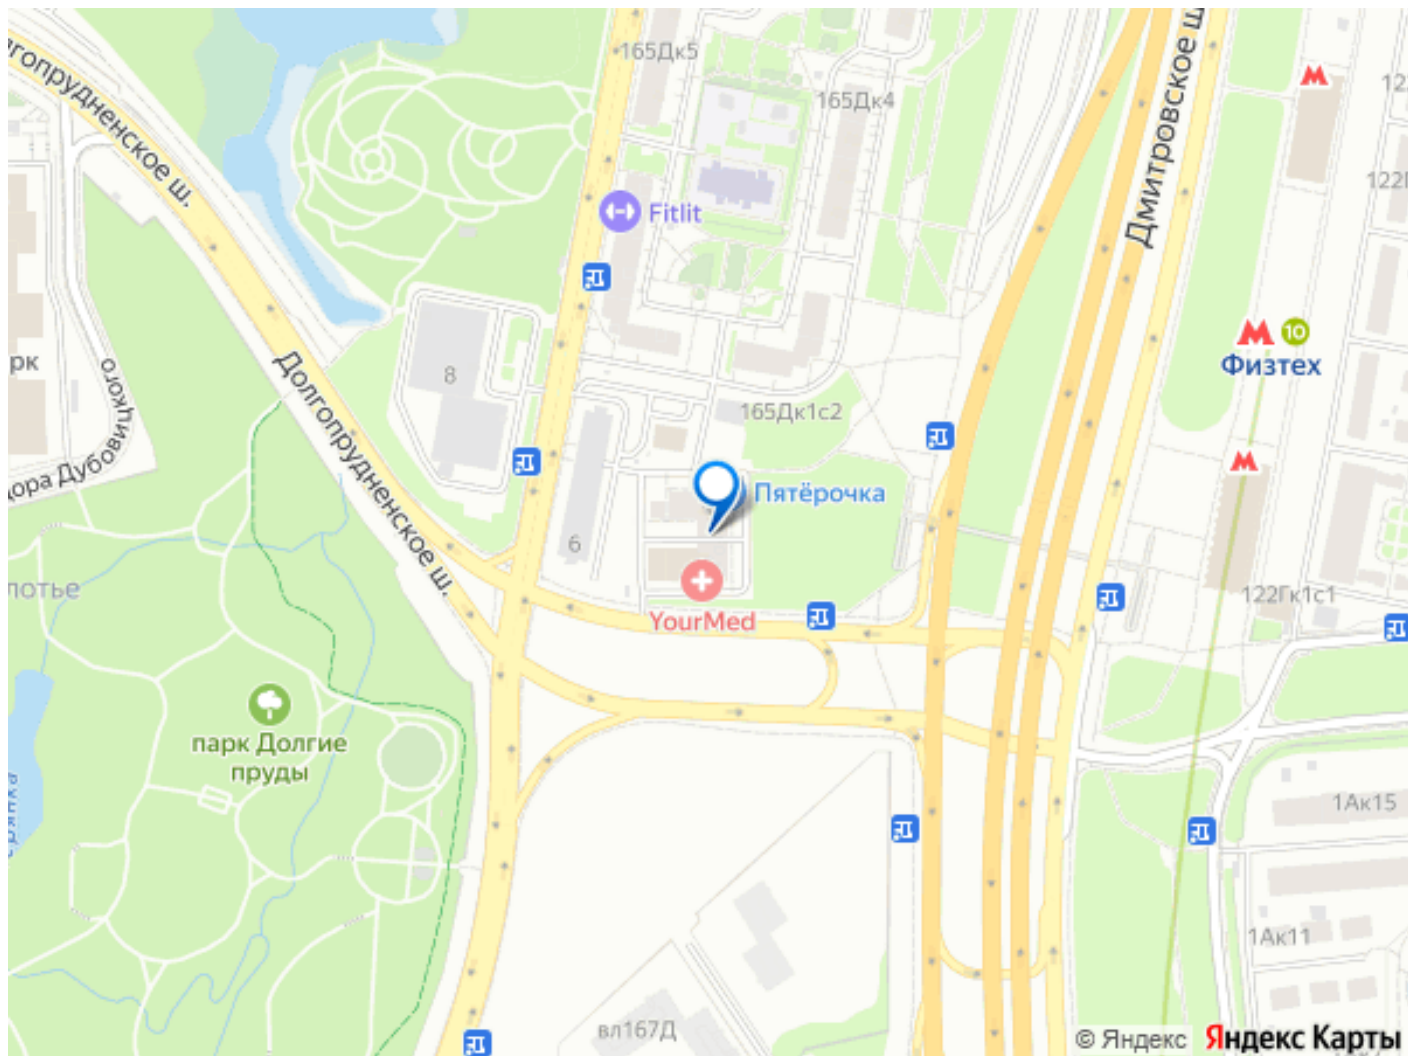 165Дк5
165Дк4
Дмитровское ш.
Долгопрудненское ш.
Fitlit
10
Физтех
8
165Дк1с2
Долгопрудненское ш.
Пятёрочка
6
YourMed
122Гк1с1
парк Долгие
пруды
1Ак15
1Ак11
вл167Д
© Яндекс Яндекс Карты